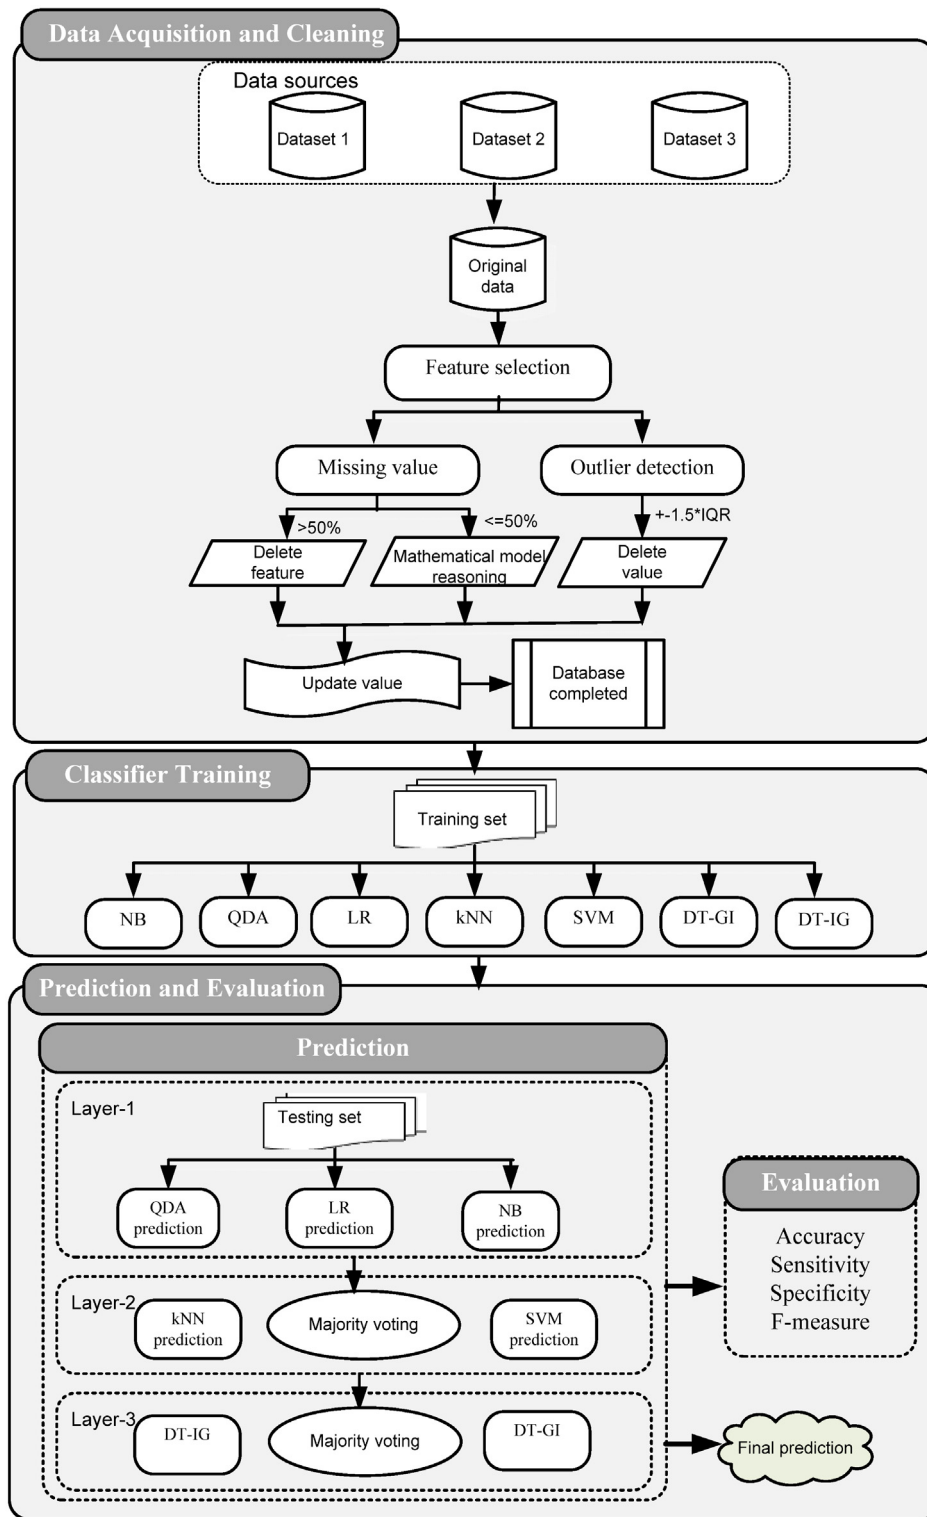 Data Acquisition and Cleaning
Data sources
Dataset 1
Dataset 2
Dataset 3
Original
data
Feature selection
Missing value
Outlier detection
>50%
<=50%
+-1.5*IQR
Delete
feature
Mathematical model
reasoning
Delete
value
Update value
Database
completed
Classifier Training
Training set
NB
QDA
LR
kNN
SVM
DT-GI
DT-IG
Prediction and Evaluation
Prediction
Layer-1
Testing set
QDA
prediction
LR
prediction
NB
prediction
Layer-2
kNN
prediction
Majority voting
SVM
prediction
Layer-3
DT-IG
Majority voting
DT-GI
Evaluation
Accuracy
Sensitivity
Specificity
F-measure
Final prediction